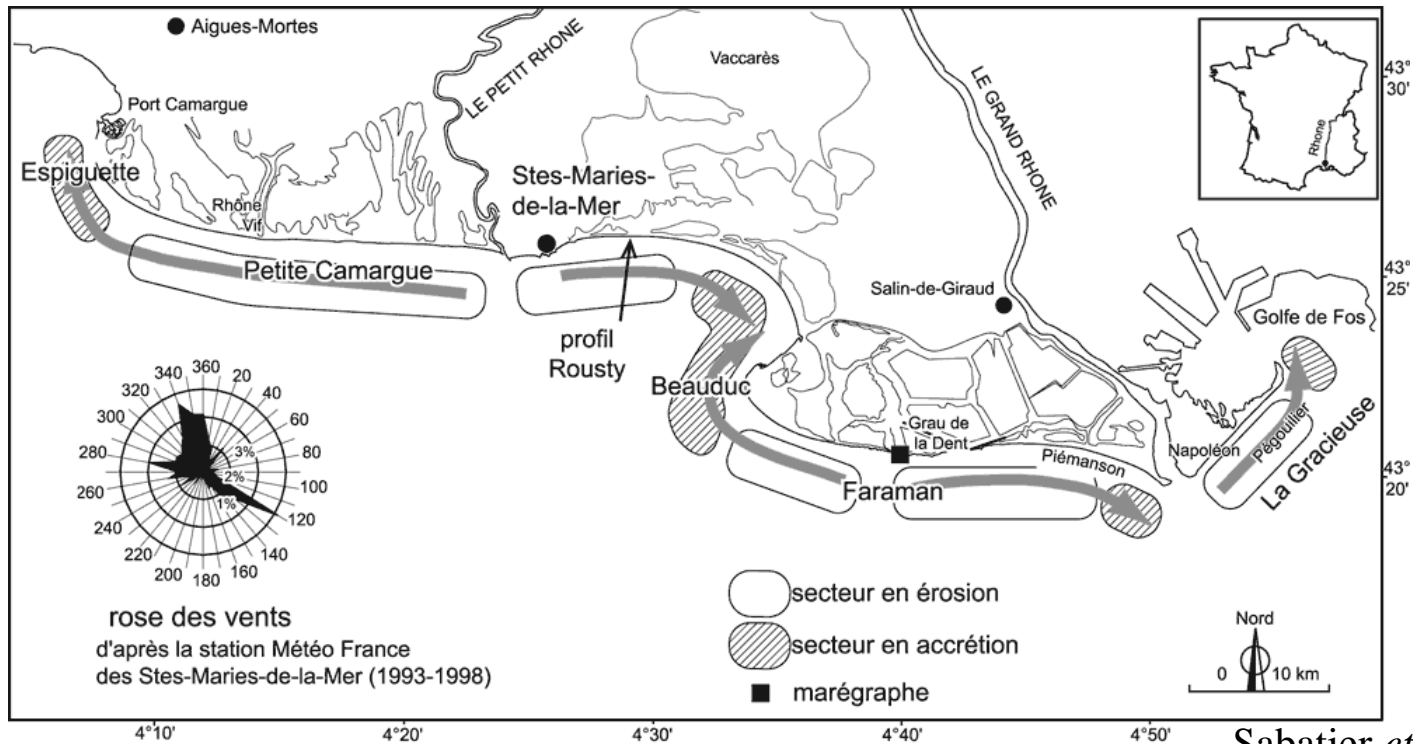 Aigues-Mortes
LE PETIT RHONE
Vaccarès
LE GRAND RHONE
Rhone
43°
30'
Port Camargue
Espiguette
Rhône
Vif
Stes-Maries-
de-la-Mer
Petite Camargue
profil
Rousty
Salin-de-Giraud
43°
25'
Golfe de Fos
Beauduc
Grau de
la Dent
Piémanson
Faraman
Napoléon
Pégoulier
La Gracieuse
43°
20'
360
20
40
60
80
100
120
140
160
180
200
220
240
260
280
300
320
340
3%
2%
1%
rose des vents
d'après la station Météo France
des Stes-Maries-de-la-Mer (1993-1998)
secteur en érosion
secteur en accrétion
marégraphe
Nord
0 10 km
4°10'
4°20'
4°30'
4°40'
4°50'
Sabatier et